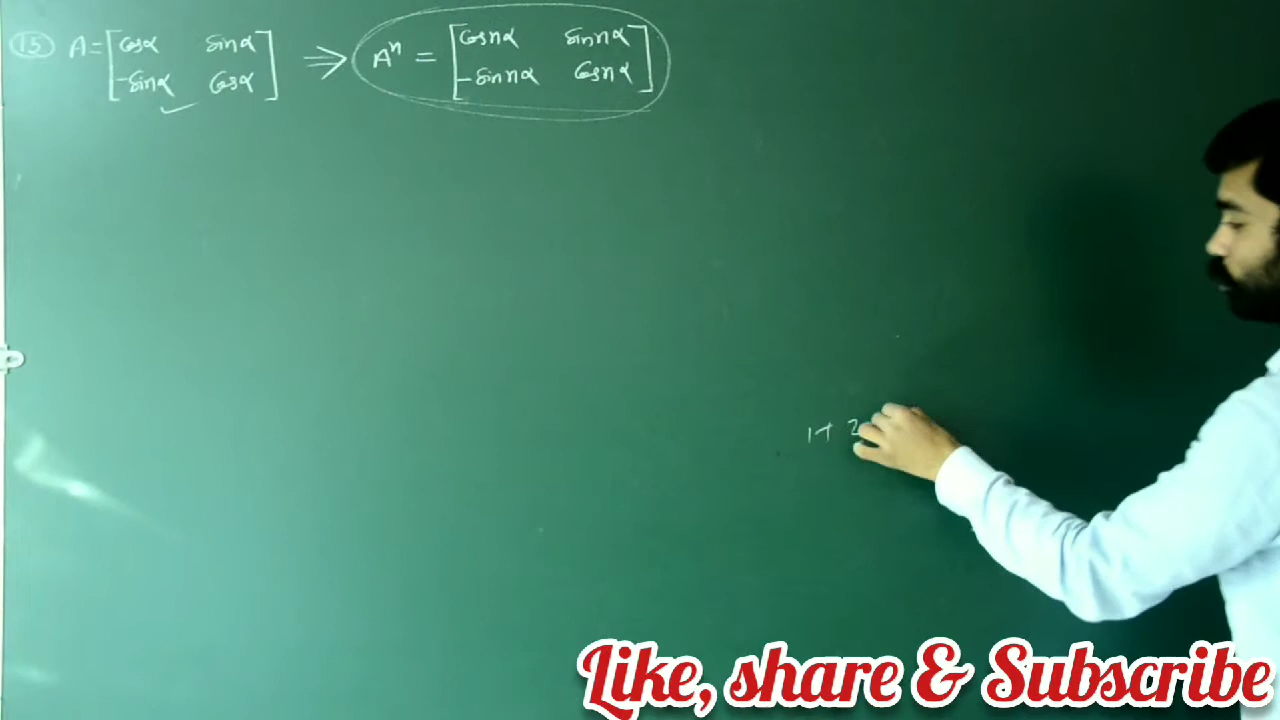 15 A = [cosα sinα ⇒ Aⁿ = [cosnα sinnα
-sinα cosα] -sinnα cosnα]
1+ 2
Like, share & Subscribe